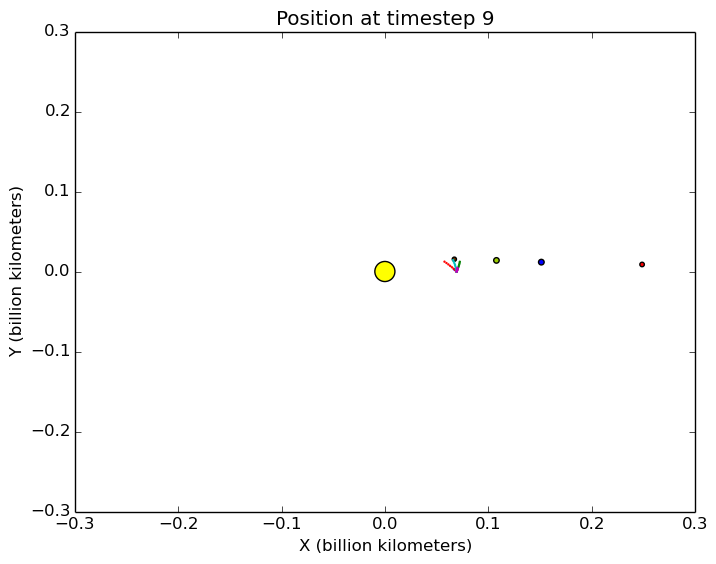 Position at timestep 9
0.3
0.2
0.1
0.0
−0.1
−0.2
−0.3
Y (billion kilometers)
−0.3 −0.2 −0.1 0.0 0.1 0.2 0.3
X (billion kilometers)